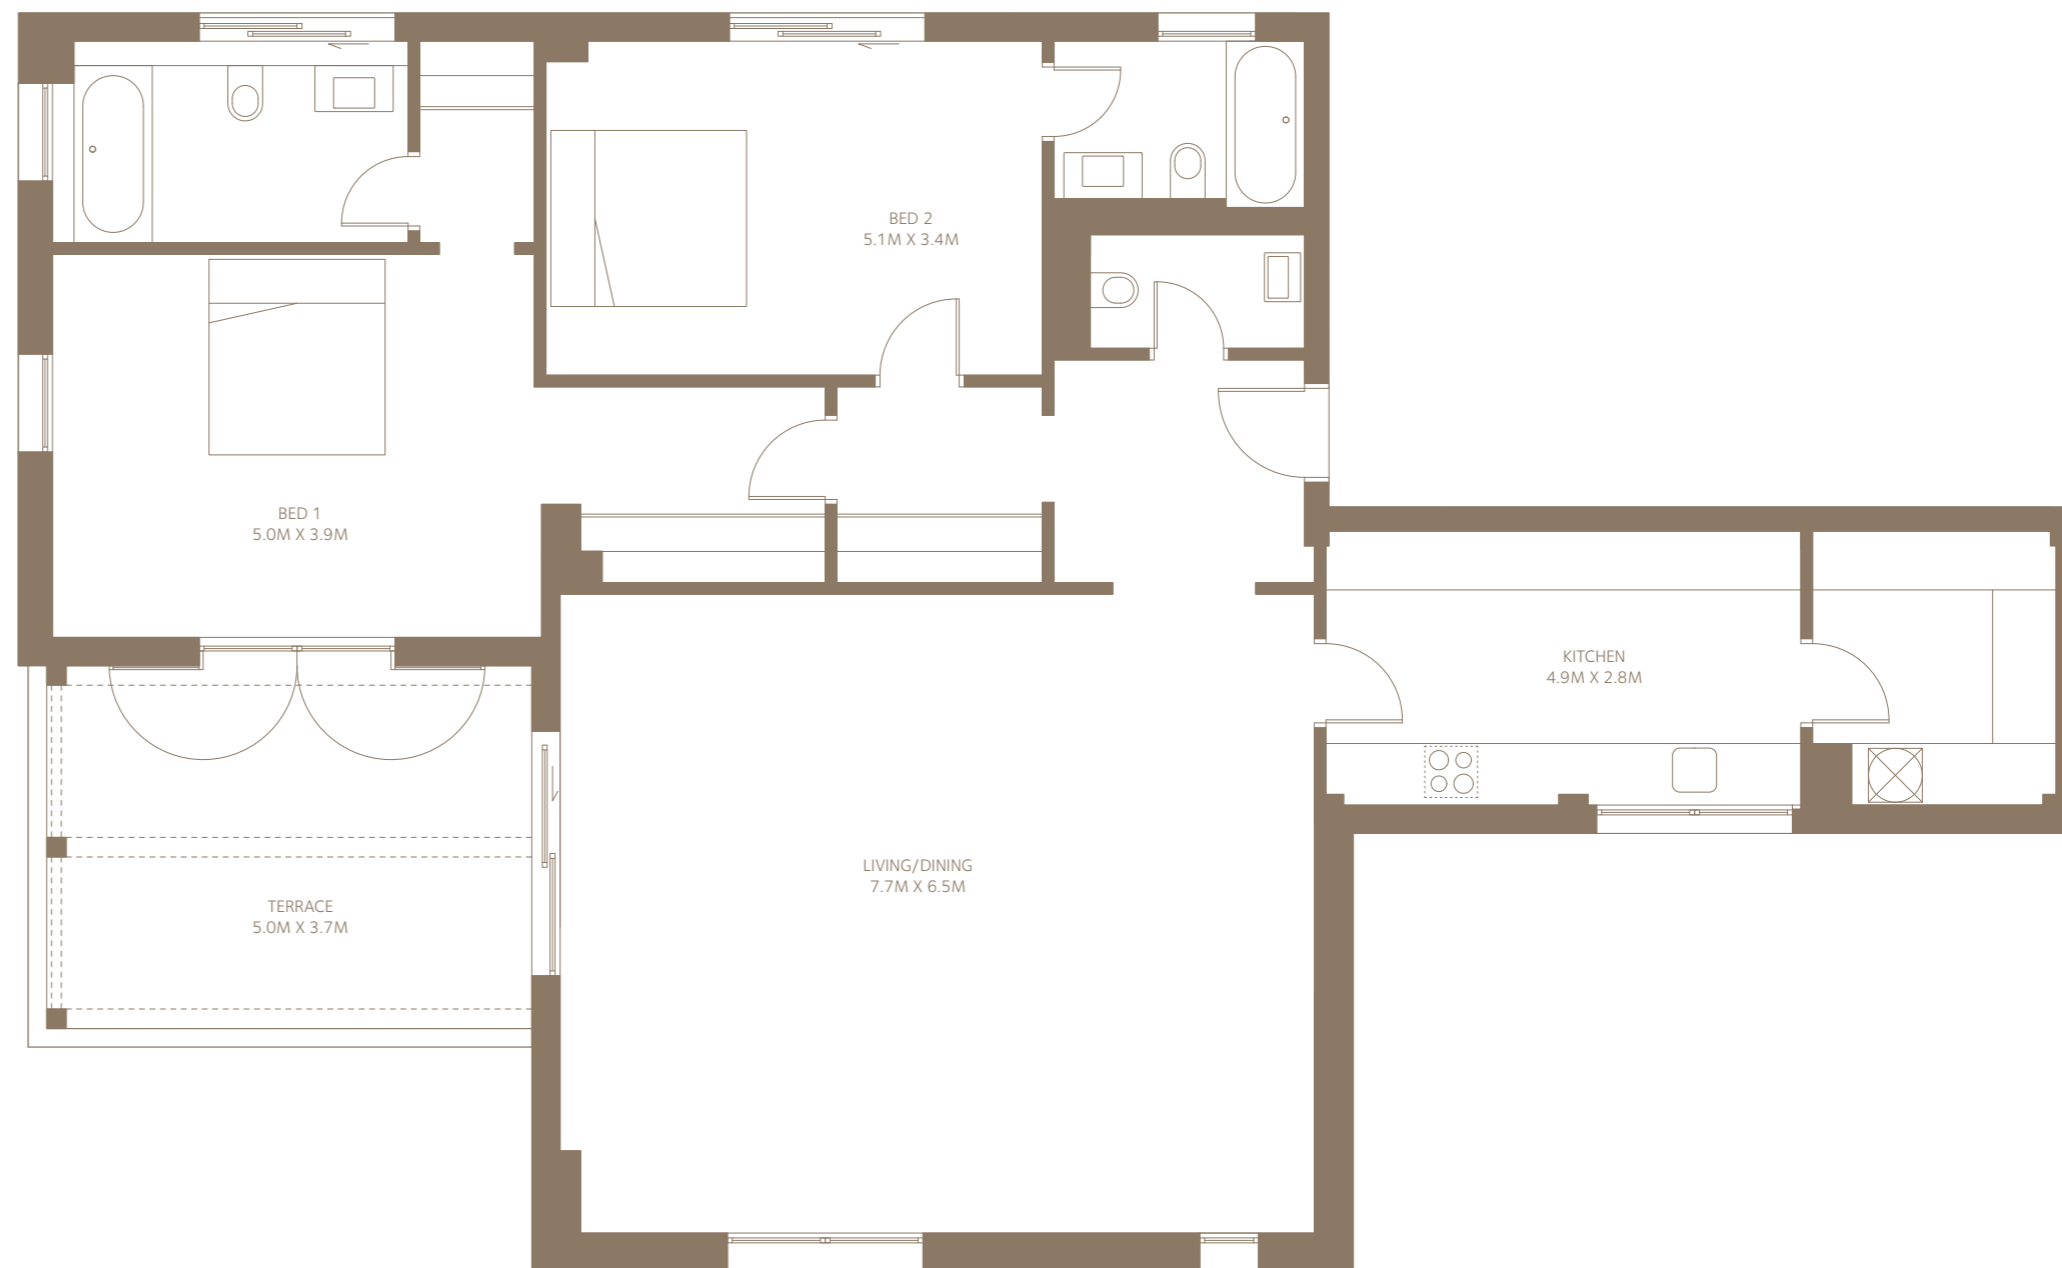 BED 2
5.1M X 3.4M
BED 1
5.0M X 3.9M
KITCHEN
4.9M X 2.8M
LIVING/DINING
7.7M X 6.5M
TERRACE
5.0M X 3.7M